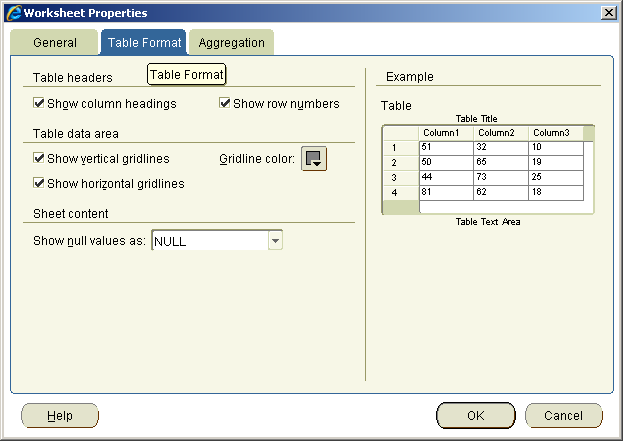 Worksheet Properties
General Table Format Aggregation
Table Format
Table headers
Show column headings Show row numbers
Table data area
Show vertical gridlines Gridline color:
Show horizontal gridlines
Sheet content
Show null values as: NULL
Example
Table
Table Title
Column1 Column2 Column3
1 51 32 10
2 50 65 19
3 44 73 25
4 81 62 18
Table Text Area
Help OK Cancel